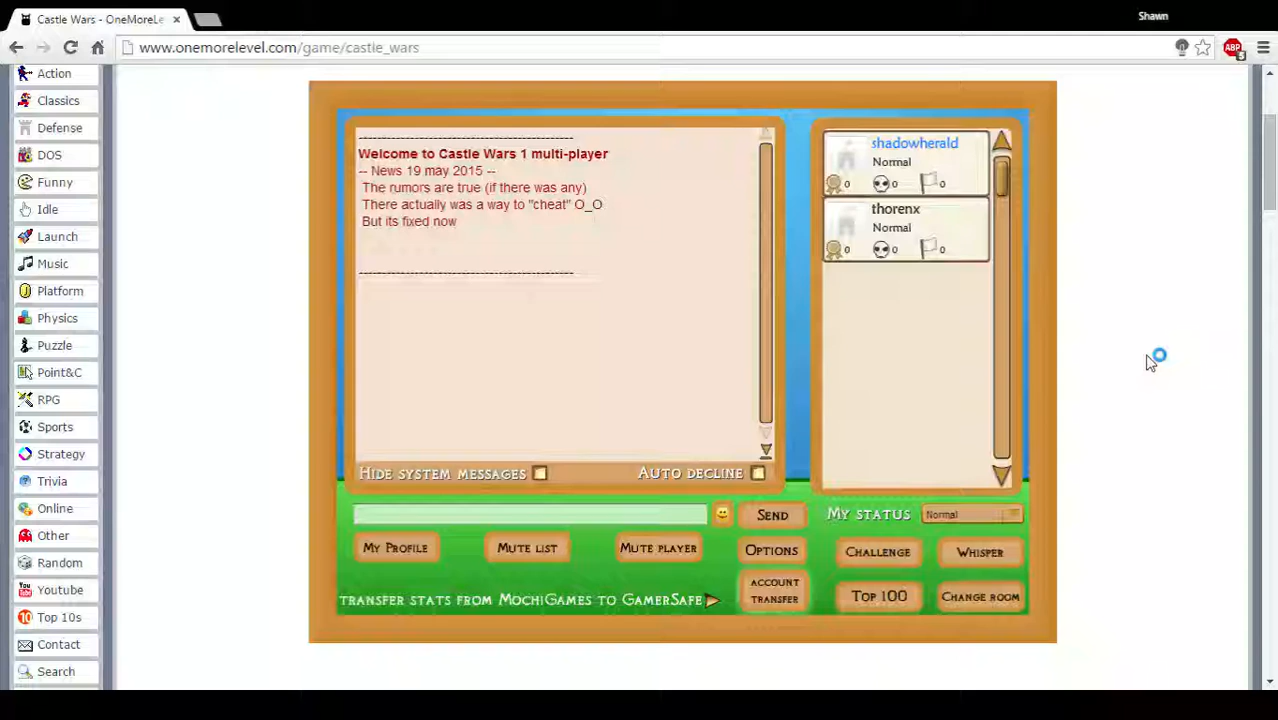 Castle Wars - OneMoreLe
Shawn
www.onemorelevel.com/game/castle_wars
ABP
5
Action
Classics
Defense
DOS
Funny
Idle
Launch
Music
Platform
Physics
Puzzle
Point&C
RPG
Sports
Strategy
Trivia
Online
Other
Random
Youtube
Top 10s
Contact
Search
------------------------------------------------
Welcome to Castle Wars 1 multi-player
-- News 19 may 2015 --
The rumors are true (if there was any)
There actually was a way to "cheat" O_O
But its fixed now
------------------------------------------------
Hide system messages
Auto decline
shadowherald
Normal
0 0 0
thorenx
Normal
0 0 0
Send
My status
Normal
My Profile
Mute list
Mute player
Options
Challenge
Whisper
transfer stats from MochiGames to GamerSafe
account
transfer
Top 100
Change room